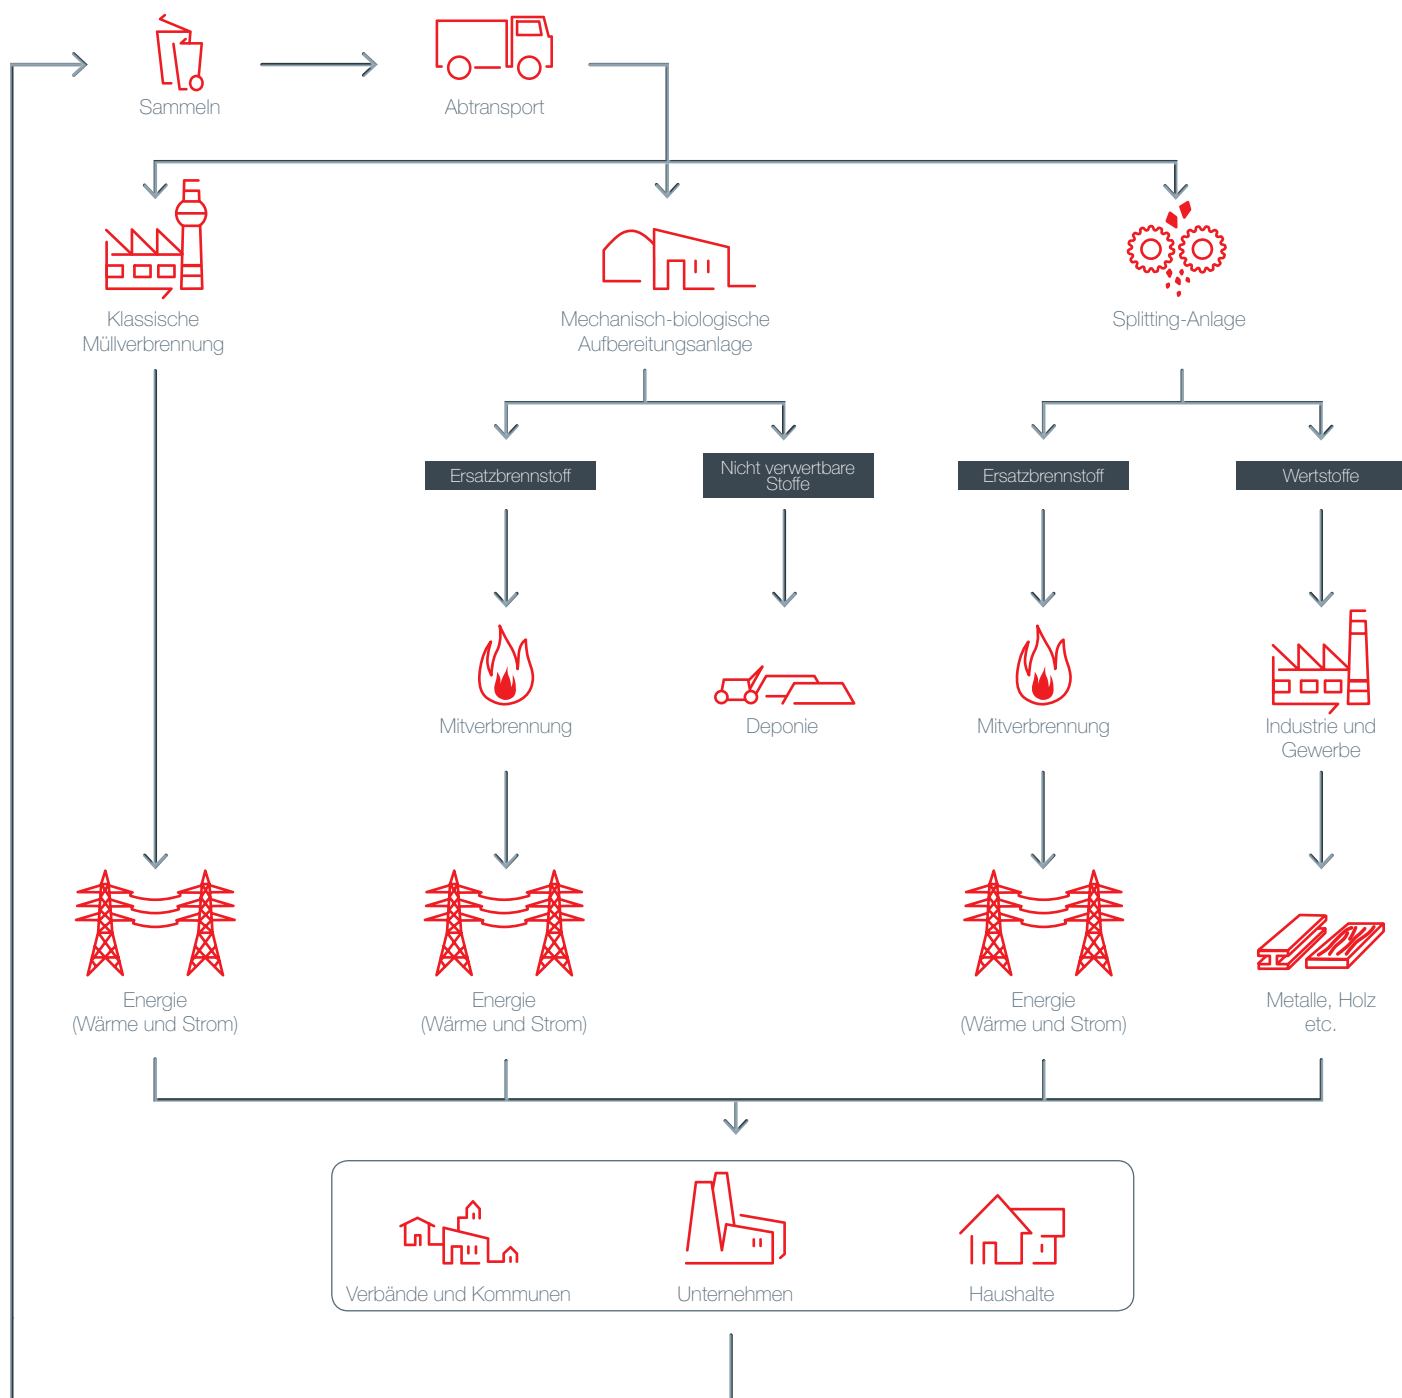 Sammeln
Abtransport
Klassische
Müllverbrennung
Mechanisch-biologische
Aufbereitungsanlage
Splitting-Anlage
Ersatzbrennstoff
Nicht verwertbare
Stoffe
Ersatzbrennstoff
Wertstoffe
Mitverbrennung
Deponie
Mitverbrennung
Industrie und
Gewerbe
Energie
(Wärme und Strom)
Energie
(Wärme und Strom)
Energie
(Wärme und Strom)
Metalle, Holz
etc.
Verbände und Kommunen
Unternehmen
Haushalte